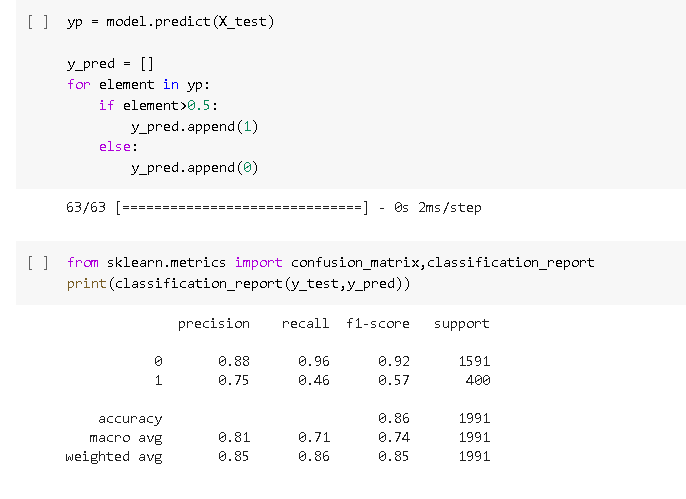 [ ] yp = model.predict(X_test)
y_pred = []
for element in yp:
    if element>0.5:
        y_pred.append(1)
    else:
        y_pred.append(0)
63/63 [==============================] - 0s 2ms/step
[ ] from sklearn.metrics import confusion_matrix,classification_report
print(classification_report(y_test,y_pred))
precision recall f1-score support
0 0.88 0.96 0.92 1591
1 0.75 0.46 0.57 400
accuracy 0.86 1991
macro avg 0.81 0.71 0.74 1991
weighted avg 0.85 0.86 0.85 1991